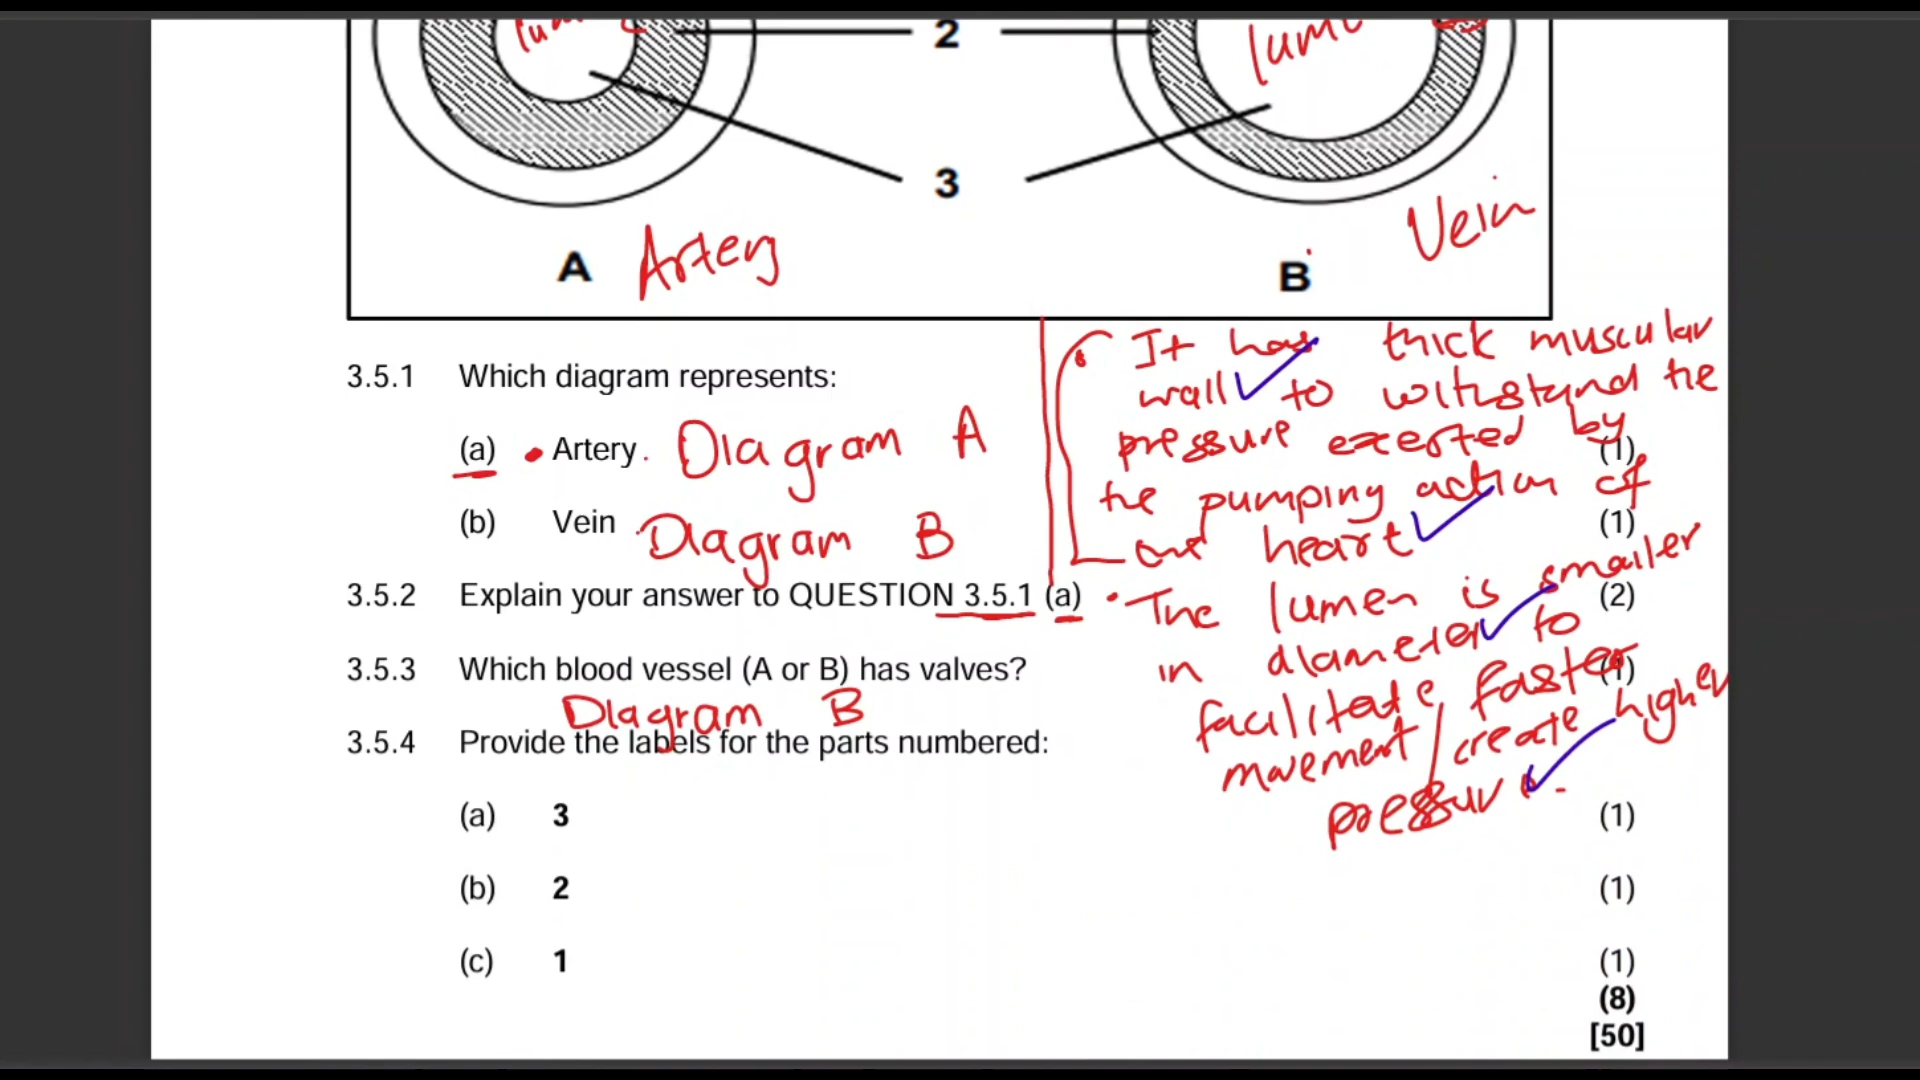 2
lum
3
A Artery
B Vein
3.5.1 Which diagram represents:
(a) Artery. Diagram A (1)
(b) Vein Diagram B (1)
3.5.2 Explain your answer to QUESTION 3.5.1 (a) (2)
3.5.3 Which blood vessel (A or B) has valves? (1)
Diagram B
3.5.4 Provide the labels for the parts numbered:
(a) 3 (1)
(b) 2 (1)
(c) 1 (1)
(8)
[50]
• It has thick muscular
wall to withstand the
pressure exerted by
the pumping action of
heart
• The lumen is smaller
in diameter to
facilitate faster
movement / create higher
pressure.